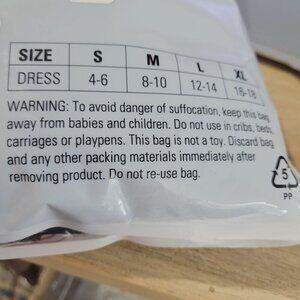 SIZE S M L XL
DRESS 4-6 8-10 12-14 16-18
WARNING: To avoid danger of suffocation, keep this bag
away from babies and children. Do not use in cribs, beds,
carriages or playpens. This bag is not a toy. Discard bag
and any other packing materials immediately after
removing product. Do not re-use bag.
5
PP